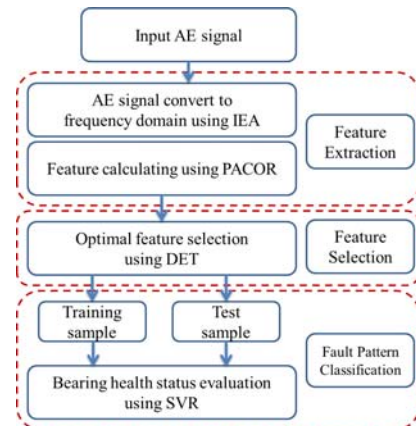 Input AE signal
AE signal convert to
frequency domain using IEA
Feature calculating using PACOR
Feature
Extraction
Optimal feature selection
using DET
Feature
Selection
Training
sample
Test
sample
Fault Pattern
Classification
Bearing health status evaluation
using SVR